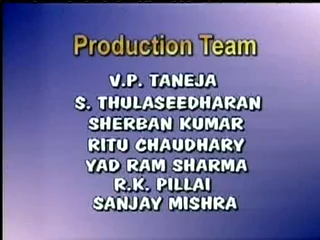 Production Team
V.P. TANEJA
S. THULASEEDHARAN
SHERBAN KUMAR
RITU CHAUDHARY
YAD RAM SHARMA
R.K. PILLAI
SANJAY MISHRA